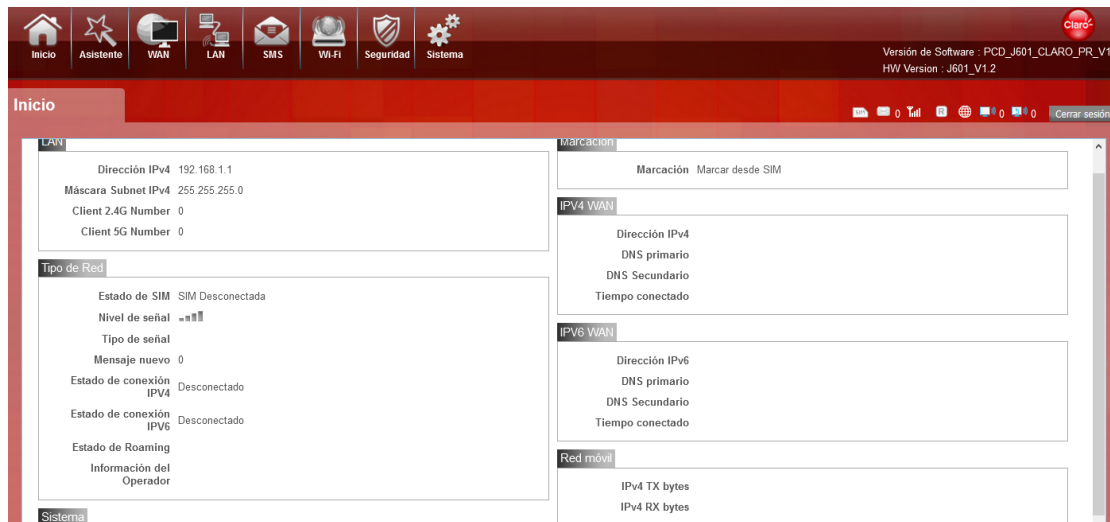 Inicio Asistente WAN LAN SMS Wi-Fi Seguridad Sistema
Claro
Versión de Software : PCD_J601_CLARO_PR_V1
HW Version : J601_V1.2
Inicio
SIM 0 R 0 0 Cerrar sesión
LAN
Dirección IPv4 192.168.1.1
Máscara Subnet IPv4 255.255.255.0
Client 2.4G Number 0
Client 5G Number 0
Tipo de Red
Estado de SIM SIM Desconectada
Nivel de señal
Tipo de señal
Mensaje nuevo 0
Estado de conexión
IPV4 Desconectado
Estado de conexión
IPV6 Desconectado
Estado de Roaming
Información del
Operador
Sistema
Marcación
Marcación Marcar desde SIM
IPV4 WAN
Dirección IPv4
DNS primario
DNS Secundario
Tiempo conectado
IPV6 WAN
Dirección IPv6
DNS primario
DNS Secundario
Tiempo conectado
Red móvil
IPv4 TX bytes
IPv4 RX bytes